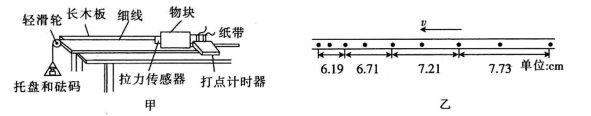 轻滑轮
长木板
细线
物块
纸带
拉力传感器
打点计时器
托盘和砝码
甲
v
6.19
6.71
7.21
7.73
单位:cm
乙